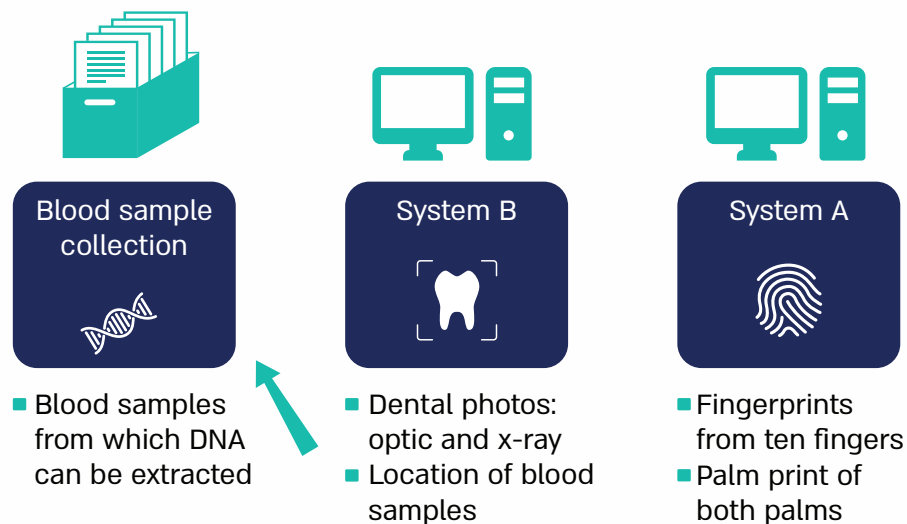 Blood sample
collection
System B
System A
Blood samples
from which DNA
can be extracted
Dental photos:
optic and x-ray
Location of blood
samples
Fingerprints
from ten fingers
Palm print of
both palms